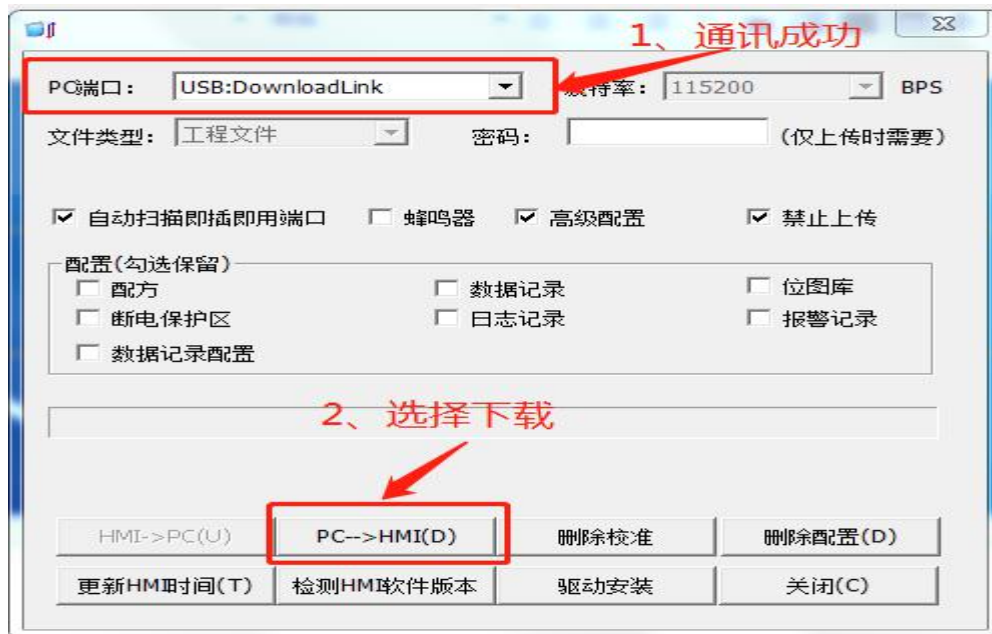 1、通讯成功
PC端口： USB:DownloadLink 波特率： 115200 BPS
文件类型： 工程文件 密码： (仅上传时需要)
自动扫描即插即用端口 蜂鸣器 高级配置 禁止上传
配置(勾选保留)
配方 数据记录 位图库
断电保护区 日志记录 报警记录
数据记录配置
2、选择下载
HMI->PC(U) PC-->HMI(D) 删除校准 删除配置(D)
更新HMI时间(T) 检测HMI软件版本 驱动安装 关闭(C)